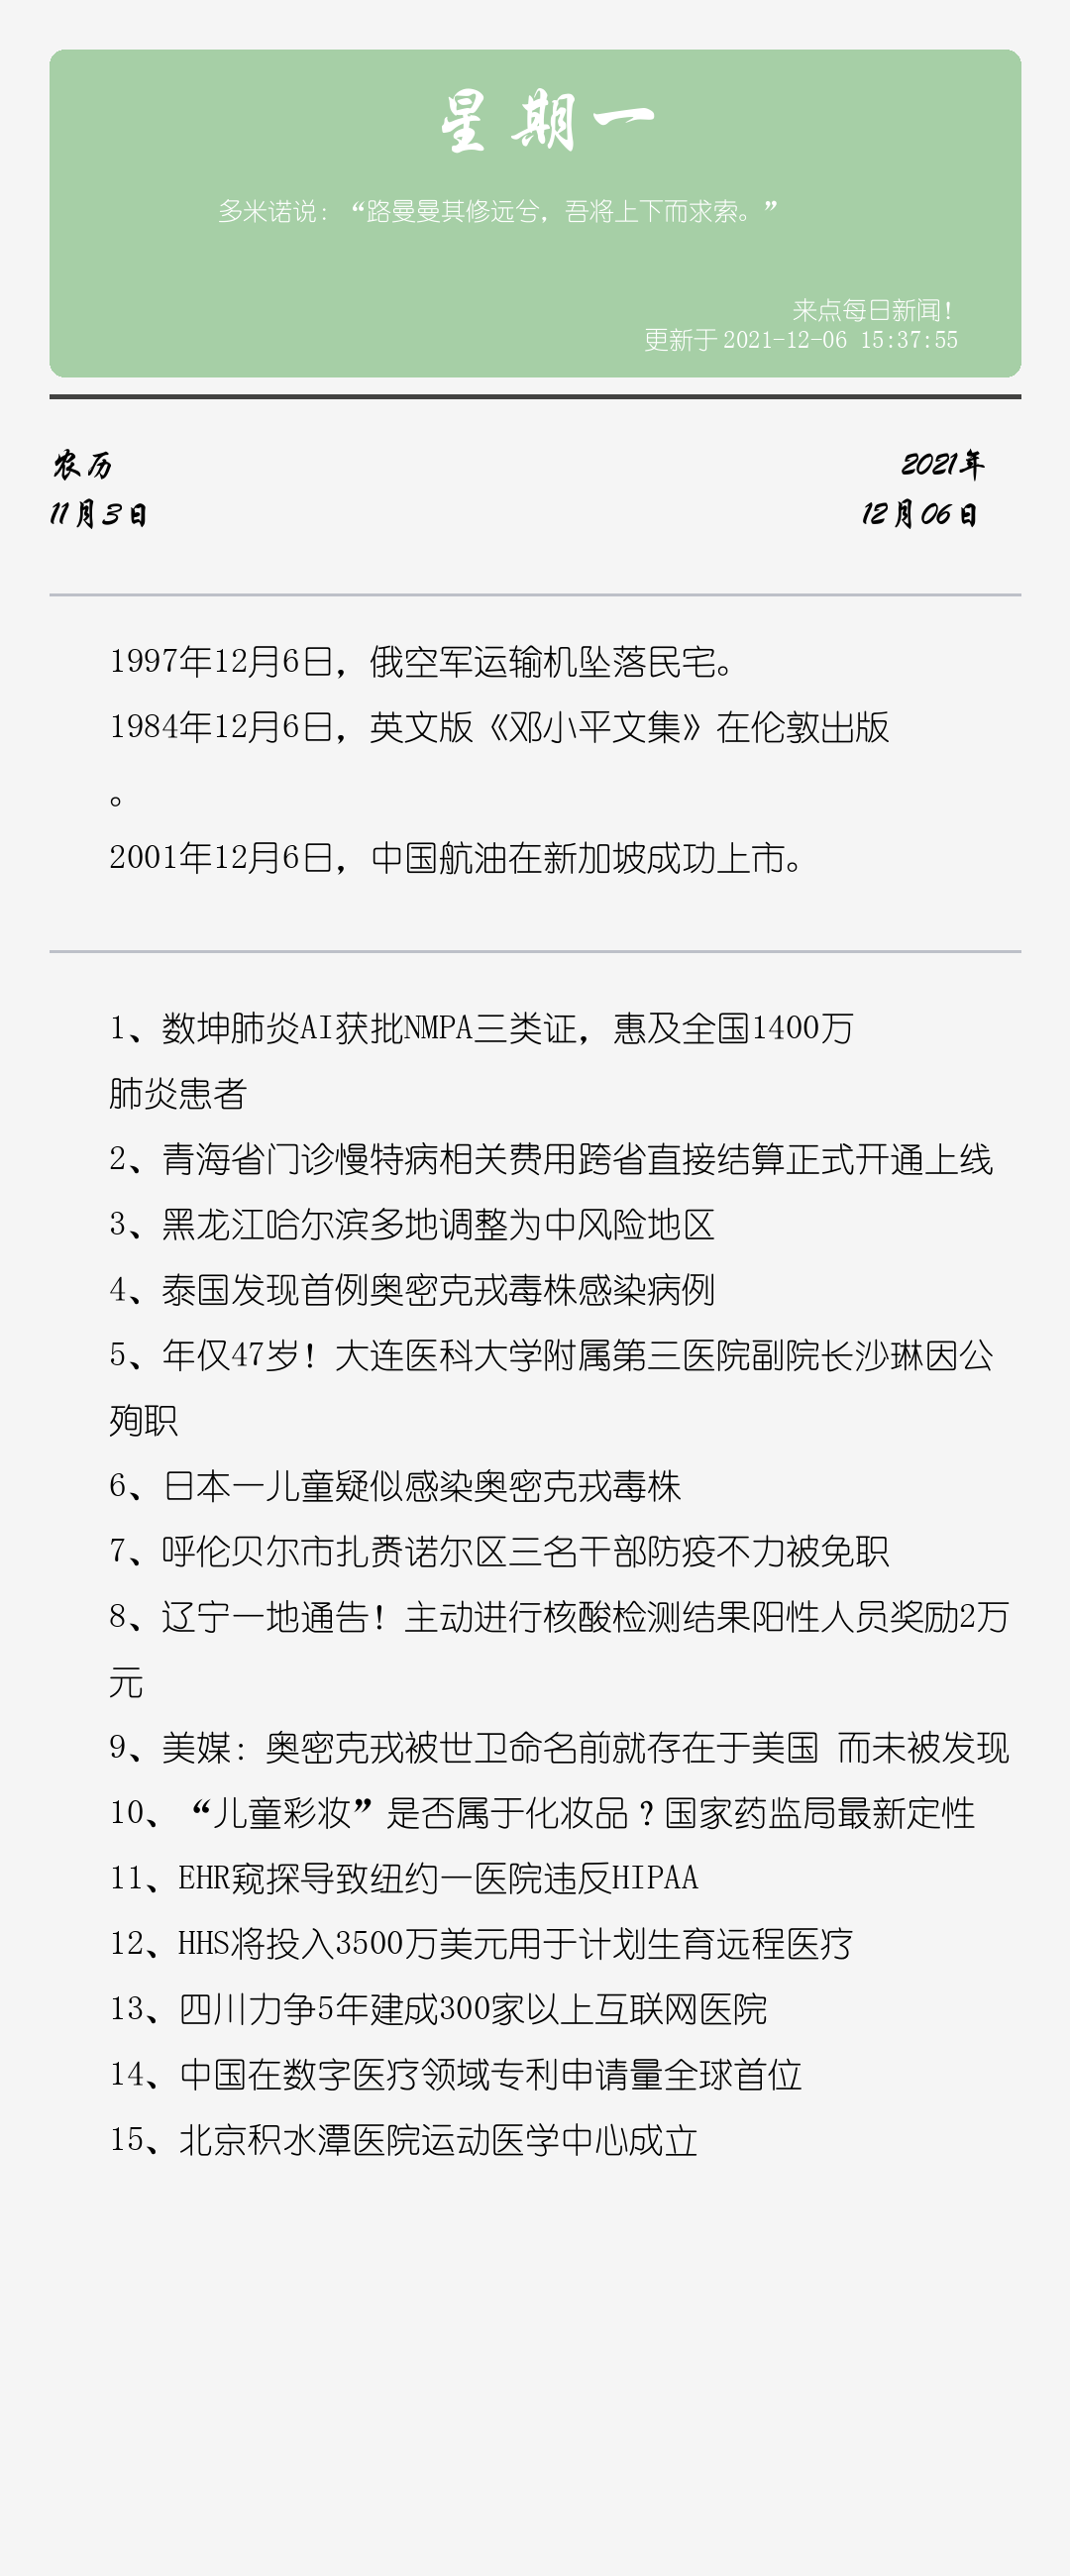 星期一
多米诺说：“路曼曼其修远兮，吾将上下而求索。”
来点每日新闻！
更新于2021-12-06 15:37:55
农历
2021年
11月3日
12月06日
1997年12月6日，俄空军运输机坠落民宅。
1984年12月6日，英文版《邓小平文集》在伦敦出版
。
2001年12月6日，中国航油在新加坡成功上市。
1、数坤肺炎AI获批NMPA三类证，惠及全国1400万
肺炎患者
2、青海省门诊慢特病相关费用跨省直接结算正式开通上线
3、黑龙江哈尔滨多地调整为中风险地区
4、泰国发现首例奥密克戎毒株感染病例
5、年仅47岁！大连医科大学附属第三医院副院长沙琳因公
殉职
6、日本一儿童疑似感染奥密克戎毒株
7、呼伦贝尔市扎赉诺尔区三名干部防疫不力被免职
8、辽宁一地通告！主动进行核酸检测结果阳性人员奖励2万
元
9、美媒：奥密克戎被世卫命名前就存在于美国 而未被发现
10、“儿童彩妆”是否属于化妆品？国家药监局最新定性
11、EHR窥探导致纽约一医院违反HIPAA
12、HHS将投入3500万美元用于计划生育远程医疗
13、四川力争5年建成300家以上互联网医院
14、中国在数字医疗领域专利申请量全球首位
15、北京积水潭医院运动医学中心成立